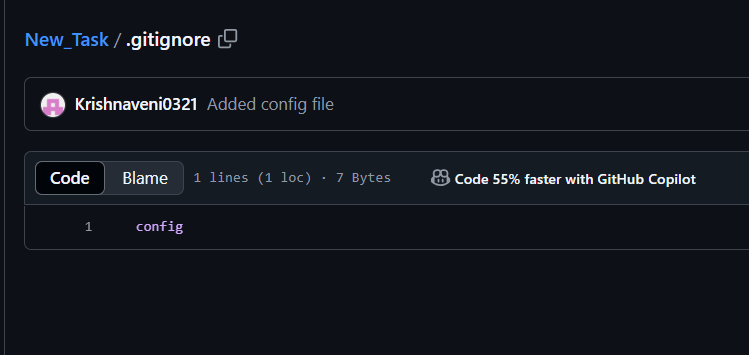 New_Task / .gitignore
Krishnaveni0321 Added config file
Code Blame 1 lines (1 loc) · 7 Bytes Code 55% faster with GitHub Copilot
1 config